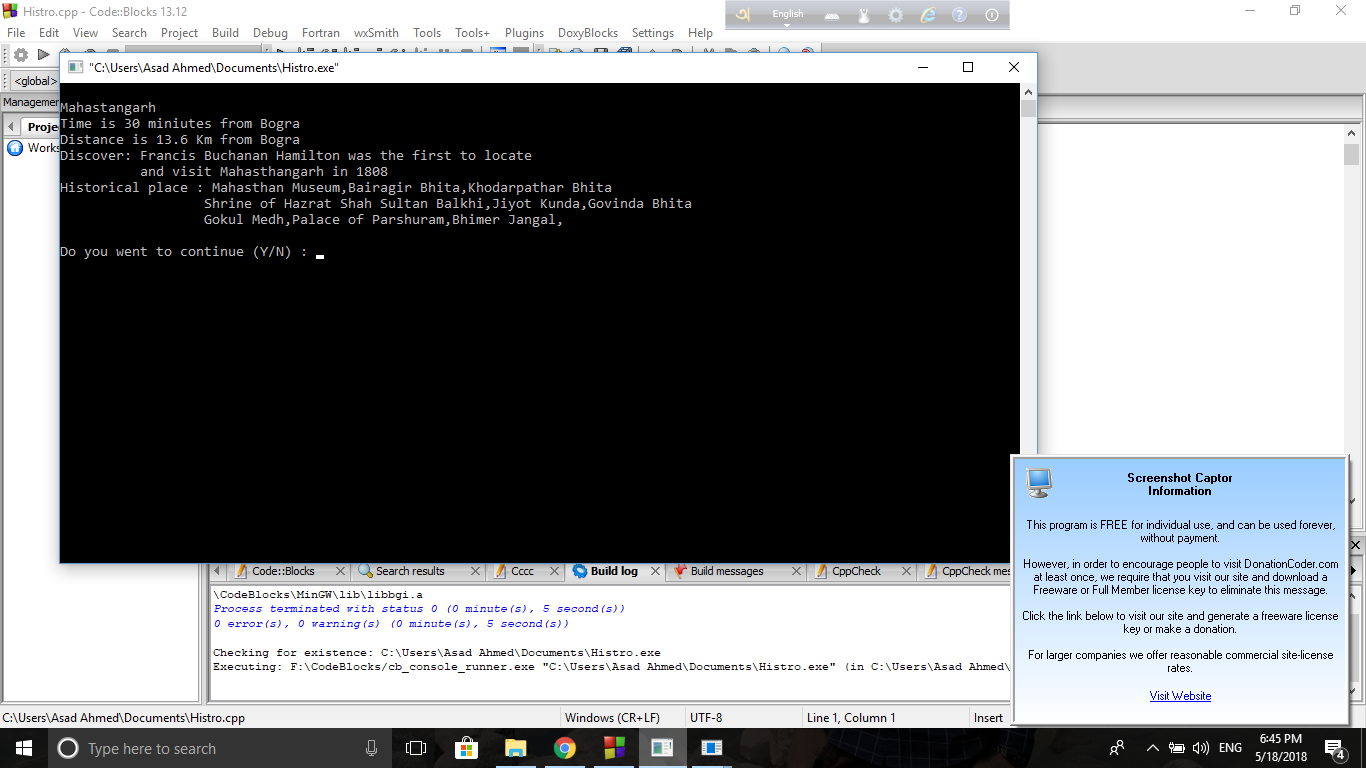 Histro.cpp - Code::Blocks 13.12
English
File Edit View Search Project Build Debug Fortran wxSmith Tools Tools+ Plugins DoxyBlocks Settings Help
"C:\Users\Asad Ahmed\Documents\Histro.exe"
<global>
Managemen
Proje
Works
Mahastangarh
Time is 30 miniutes from Bogra
Distance is 13.6 Km from Bogra
Discover: Francis Buchanan Hamilton was the first to locate
and visit Mahasthangarh in 1808
Historical place : Mahasthan Museum,Bairagir Bhita,Khodarpathar Bhita
Shrine of Hazrat Shah Sultan Balkhi,Jiyot Kunda,Govinda Bhita
Gokul Medh,Palace of Parshuram,Bhimer Jangal,
Do you went to continue (Y/N) :
Screenshot Captor
Information
This program is FREE for individual use, and can be used forever,
without payment.
However, in order to encourage people to visit DonationCoder.com
at least once, we require that you visit our site and download a
Freeware or Full Member license key to eliminate this message.
Click the link below to visit our site and generate a freeware license
key or make a donation.
For larger companies we offer reasonable commercial site-license
rates.
Visit Website
Code::Blocks Search results Cccc Build log Build messages CppCheck CppCheck mes
\CodeBlocks\MinGW\lib\libbgi.a
Process terminated with status 0 (0 minute(s), 5 second(s))
0 error(s), 0 warning(s) (0 minute(s), 5 second(s))
Checking for existence: C:\Users\Asad Ahmed\Documents\Histro.exe
Executing: F:\CodeBlocks/cb_console_runner.exe "C:\Users\Asad Ahmed\Documents\Histro.exe" (in C:\Users\Asad Ahmed\
C:\Users\Asad Ahmed\Documents\Histro.cpp Windows (CR+LF) UTF-8 Line 1, Column 1 Insert
Type here to search
ENG
6:45 PM
5/18/2018
4